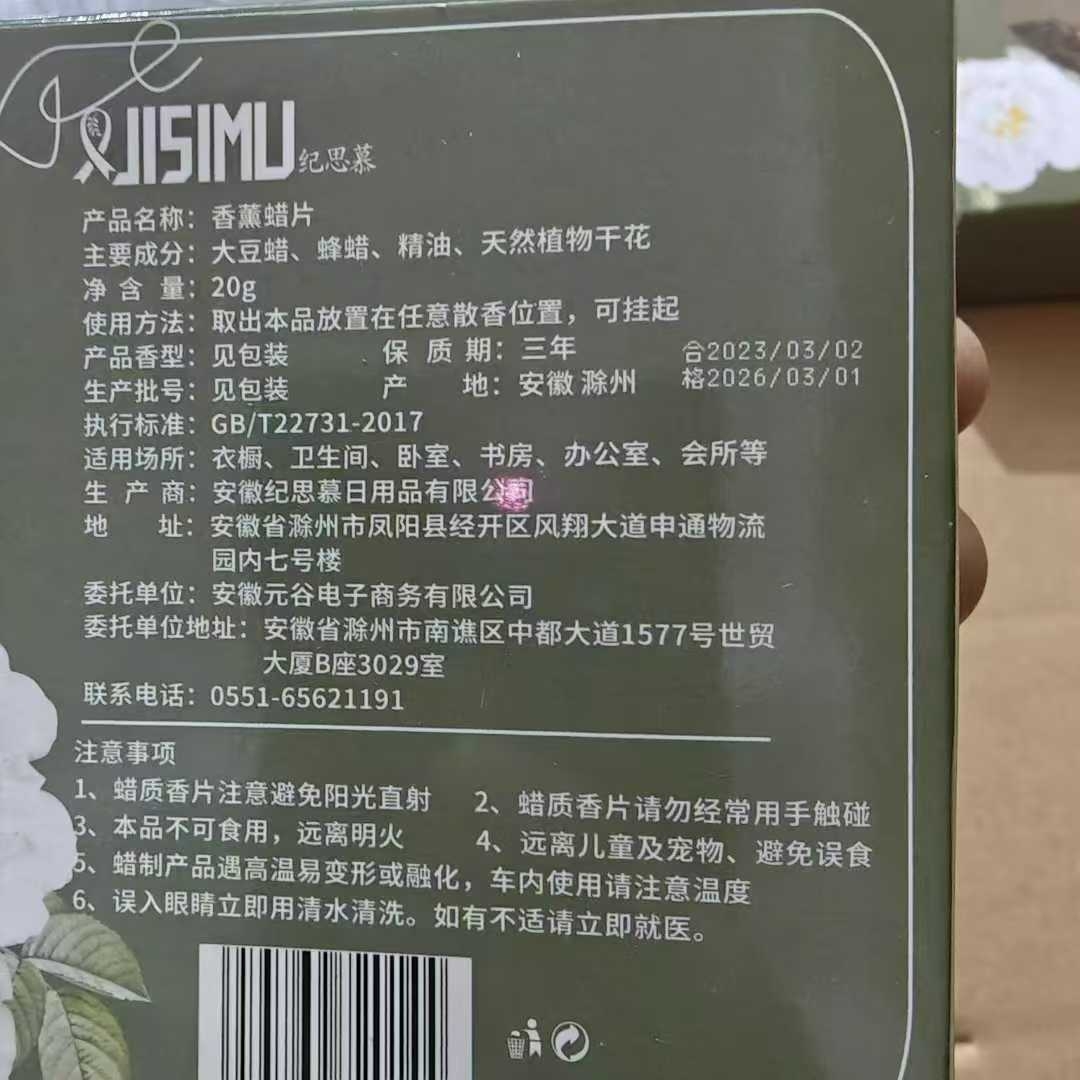 JISIMU 纪思慕
产品名称：香薰蜡片
主要成分：大豆蜡、蜂蜡、精油、天然植物干花
净含量：20g
使用方法：取出本品放置在任意散香位置，可挂起
产品香型：见包装 保质期：三年 合2023/03/02
生产批号：见包装 产地：安徽 滁州 格2026/03/01
执行标准：GB/T22731-2017
适用场所：衣橱、卫生间、卧室、书房、办公室、会所等
生产商：安徽纪思慕日用品有限公司
地址：安徽省滁州市凤阳县经开区风翔大道申通物流
园内七号楼
委托单位：安徽元谷电子商务有限公司
委托单位地址：安徽省滁州市南谯区中都大道1577号世贸
大厦B座3029室
联系电话：0551-65621191
注意事项
1、蜡质香片注意避免阳光直射 2、蜡质香片请勿经常用手触碰
3、本品不可食用，远离明火 4、远离儿童及宠物、避免误食
5、蜡制产品遇高温易变形或融化，车内使用请注意温度
6、误入眼睛立即用清水清洗。如有不适请立即就医。